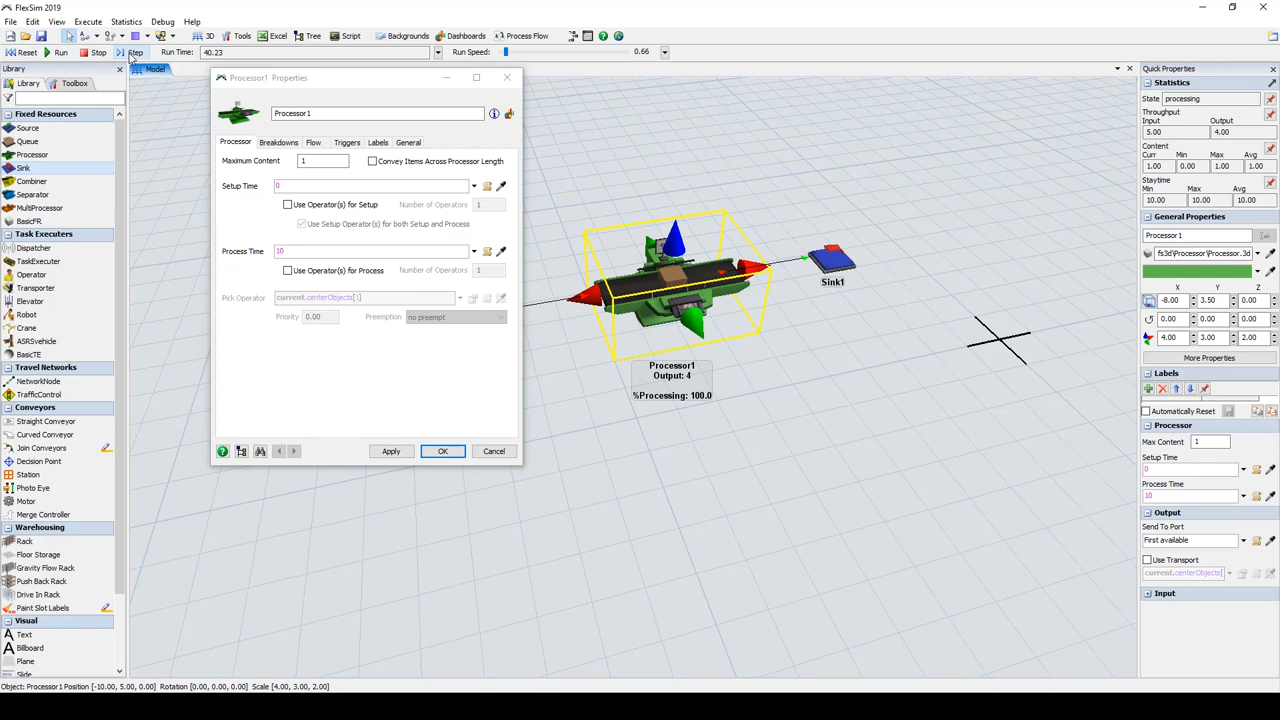 FlexSim 2019
File Edit View Execute Statistics Debug Help
3D Tools Excel Tree Script Backgrounds Dashboards Process Flow
Reset Run Stop Step Run Time: 40.23 Run Speed: 0.66
Library
Library Toolbox
Fixed Resources
Source
Queue
Processor
Sink
Combiner
Separator
MultiProcessor
BasicFR
Task Executers
Dispatcher
TaskExecuter
Operator
Transporter
Elevator
Robot
Crane
ASRSvehicle
BasicTE
Travel Networks
NetworkNode
TrafficControl
Conveyors
Straight Conveyor
Curved Conveyor
Join Conveyors
Decision Point
Station
Photo Eye
Motor
Merge Controller
Warehousing
Rack
Floor Storage
Gravity Flow Rack
Push Back Rack
Drive In Rack
Paint Slot Labels
Visual
Text
Billboard
Plane
Slide
Model
Processor1 Properties
Processor1
Processor Breakdowns Flow Triggers Labels General
Maximum Content 1 Convey Items Across Processor Length
Setup Time 0
Use Operator(s) for Setup Number of Operators 1
Use Setup Operator(s) for both Setup and Process
Process Time 10
Use Operator(s) for Process Number of Operators 1
Pick Operator current.centerObjects[1]
Priority 0.00 Preemption no preempt
Apply OK Cancel
Processor1
Output: 4
%Processing: 100.0
Sink1
Quick Properties
Statistics
State processing
Throughput
Input Output
5.00 4.00
Content
Curr Min Max Avg
1.00 0.00 1.00 1.00
Staytime
Min Max Avg
10.00 10.00 10.00
General Properties
Processor1
fs3d\Processor\Processor.3d
X Y Z
-8.00 3.50 0.00
0.00 0.00 0.00
4.00 3.00 2.00
More Properties
Labels
Automatically Reset
Processor
Max Content 1
Setup Time
0
Process Time
10
Output
Send To Port
First available
Use Transport
current.centerObjects[
Input
Object: Processor1 Position [-10.00, 5.00, 0.00] Rotation [0.00, 0.00, 0.00] Scale [4.00, 3.00, 2.00]